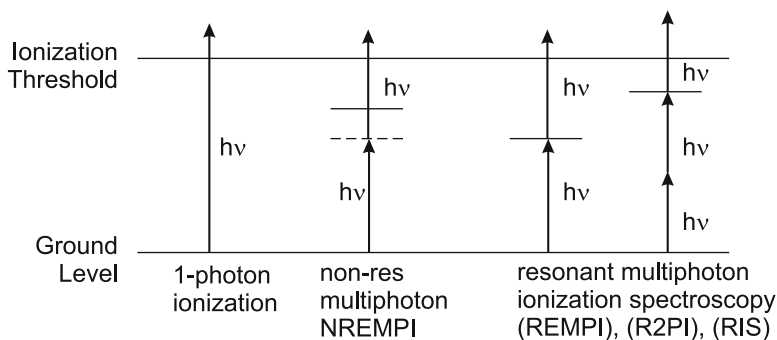 Ionization
Threshold
hν
hν
hν
hν
hν
hν
hν
hν
Ground
Level
1-photon
ionization
non-res
multiphoton
NREMPI
resonant multiphoton
ionization spectroscopy
(REMPI), (R2PI), (RIS)